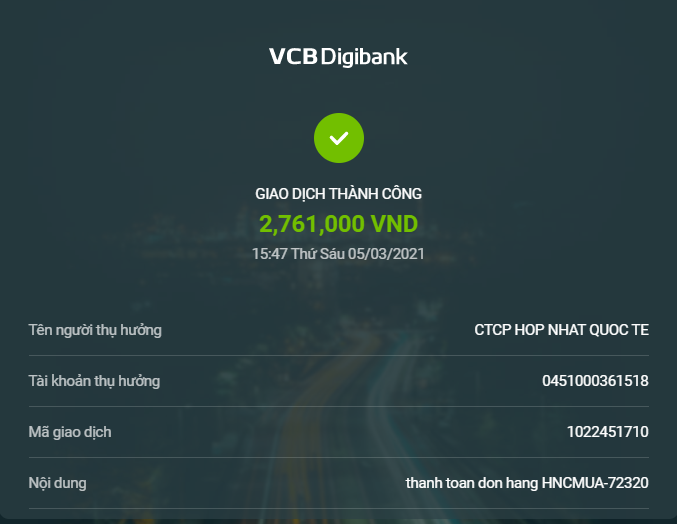 VCB Digibank
GIAO DỊCH THÀNH CÔNG
2,761,000 VND
15:47 Thứ Sáu 05/03/2021
Tên người thụ hưởng CTCP HOP NHAT QUOC TE
Tài khoản thụ hưởng 0451000361518
Mã giao dịch 1022451710
Nội dung thanh toan don hang HNCMUA-72320